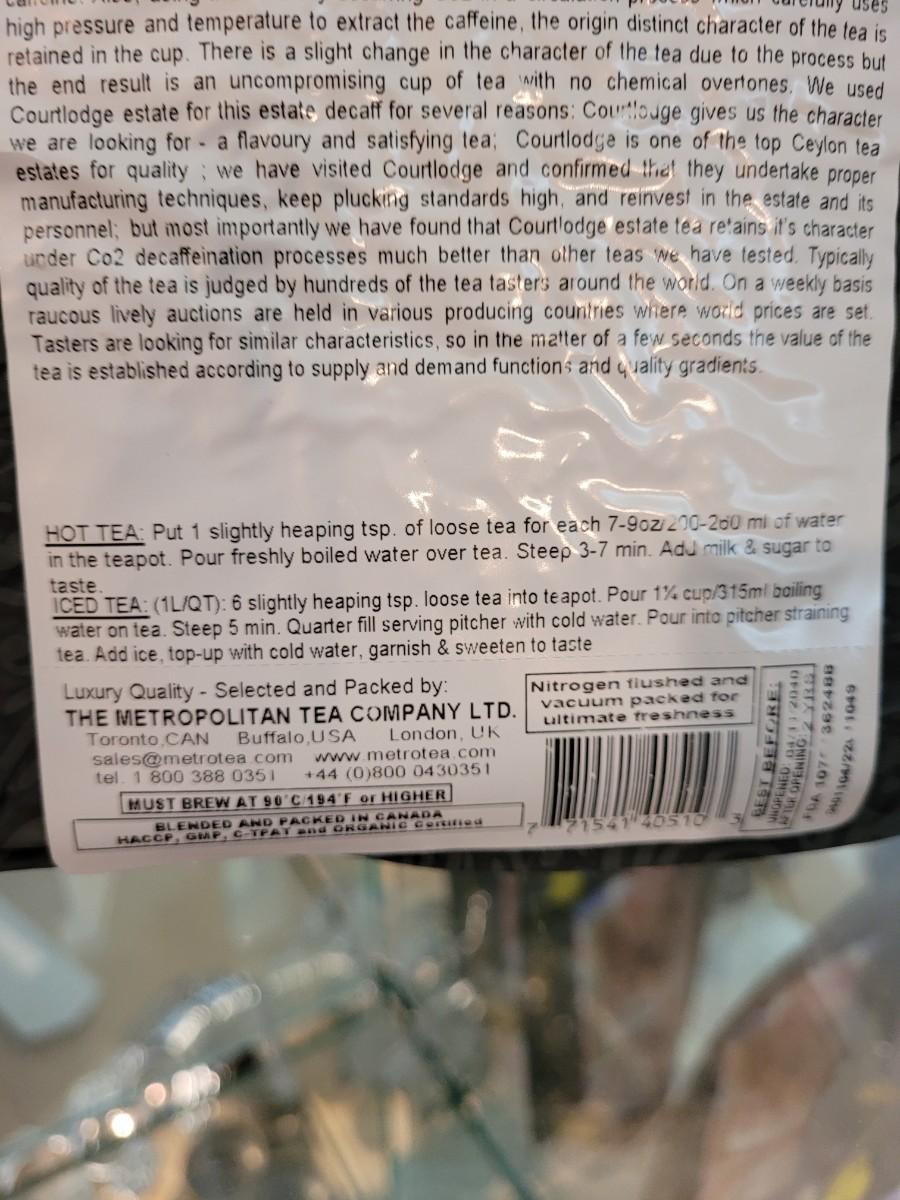 high pressure and temperature to extract the caffeine, the origin distinct character of the tea is
retained in the cup. There is a slight change in the character of the tea due to the process but
the end result is an uncompromising cup of tea with no chemical overtones. We used
Courtlodge estate for this estate decaff for several reasons: Courtlodge gives us the character
we are looking for - a flavoury and satisfying tea; Courtlodge is one of the top Ceylon tea
estates for quality ; we have visited Courtlodge and confirmed that they undertake proper
manufacturing techniques, keep plucking standards high, and reinvest in the estate and its
personnel; but most importantly we have found that Courtlodge estate tea retains it's character
under Co2 decaffeination processes much better than other teas we have tested. Typically
quality of the tea is judged by hundreds of the tea tasters around the world. On a weekly basis
raucous lively auctions are held in various producing countries where world prices are set.
Tasters are looking for similar characteristics, so in the matter of a few seconds the value of the
tea is established according to supply and demand functions and quality gradients.
HOT TEA: Put 1 slightly heaping tsp. of loose tea for each 7-9oz/200-260 ml of water
in the teapot. Pour freshly boiled water over tea. Steep 3-7 min. Add milk & sugar to
taste.
ICED TEA: (1L/QT): 6 slightly heaping tsp. loose tea into teapot. Pour 1¼ cup/315ml boiling
water on tea. Steep 5 min. Quarter fill serving pitcher with cold water. Pour into pitcher straining
tea. Add ice, top-up with cold water, garnish & sweeten to taste
Luxury Quality - Selected and Packed by:
THE METROPOLITAN TEA COMPANY LTD.
Toronto,CAN Buffalo,USA London, UK
sales@metrotea.com www.metrotea.com
tel. 1 800 388 0351 +44 (0)800 0430351
MUST BREW AT 90°C/194°F or HIGHER
BLENDED AND PACKED IN CANADA
HACCP, GMP, C-TPAT and ORGANIC Certified
Nitrogen flushed and
vacuum packed for
ultimate freshness
7 71541 40510 3
BEST BEFORE:
UNOPENED:
AFTER OPENING: 2 YRS
FDA